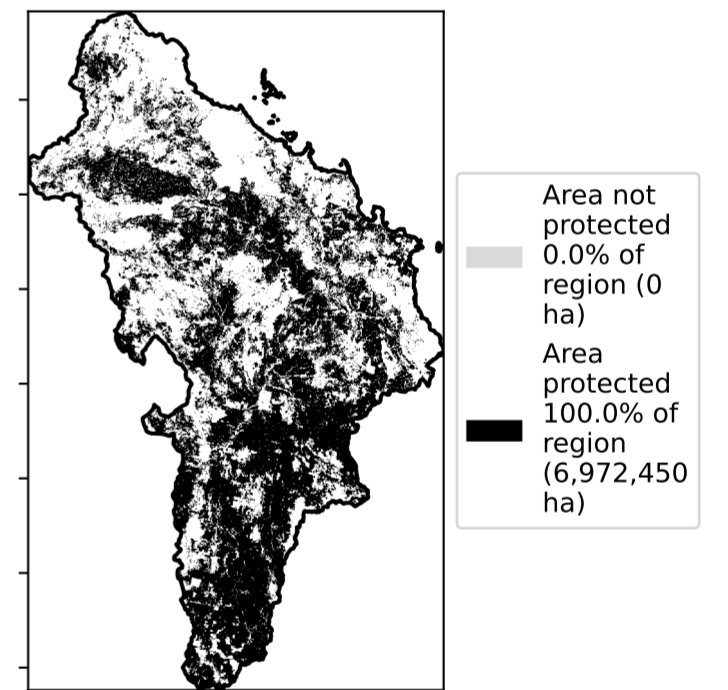 Area not
protected
0.0% of
region (0
ha)
Area
protected
100.0% of
region
(6,972,450
ha)